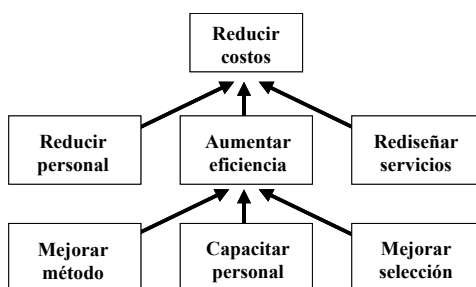 Reducir
costos
Reducir
personal
Aumentar
eficiencia
Rediseñar
servicios
Mejorar
método
Capacitar
personal
Mejorar
selección